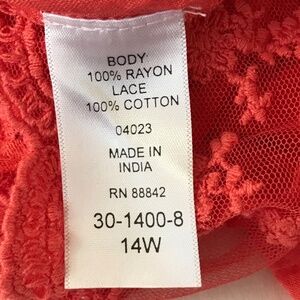 BODY
100% RAYON
LACE
100% COTTON
04023
MADE IN
INDIA
RN 88842
30-1400-8
14W